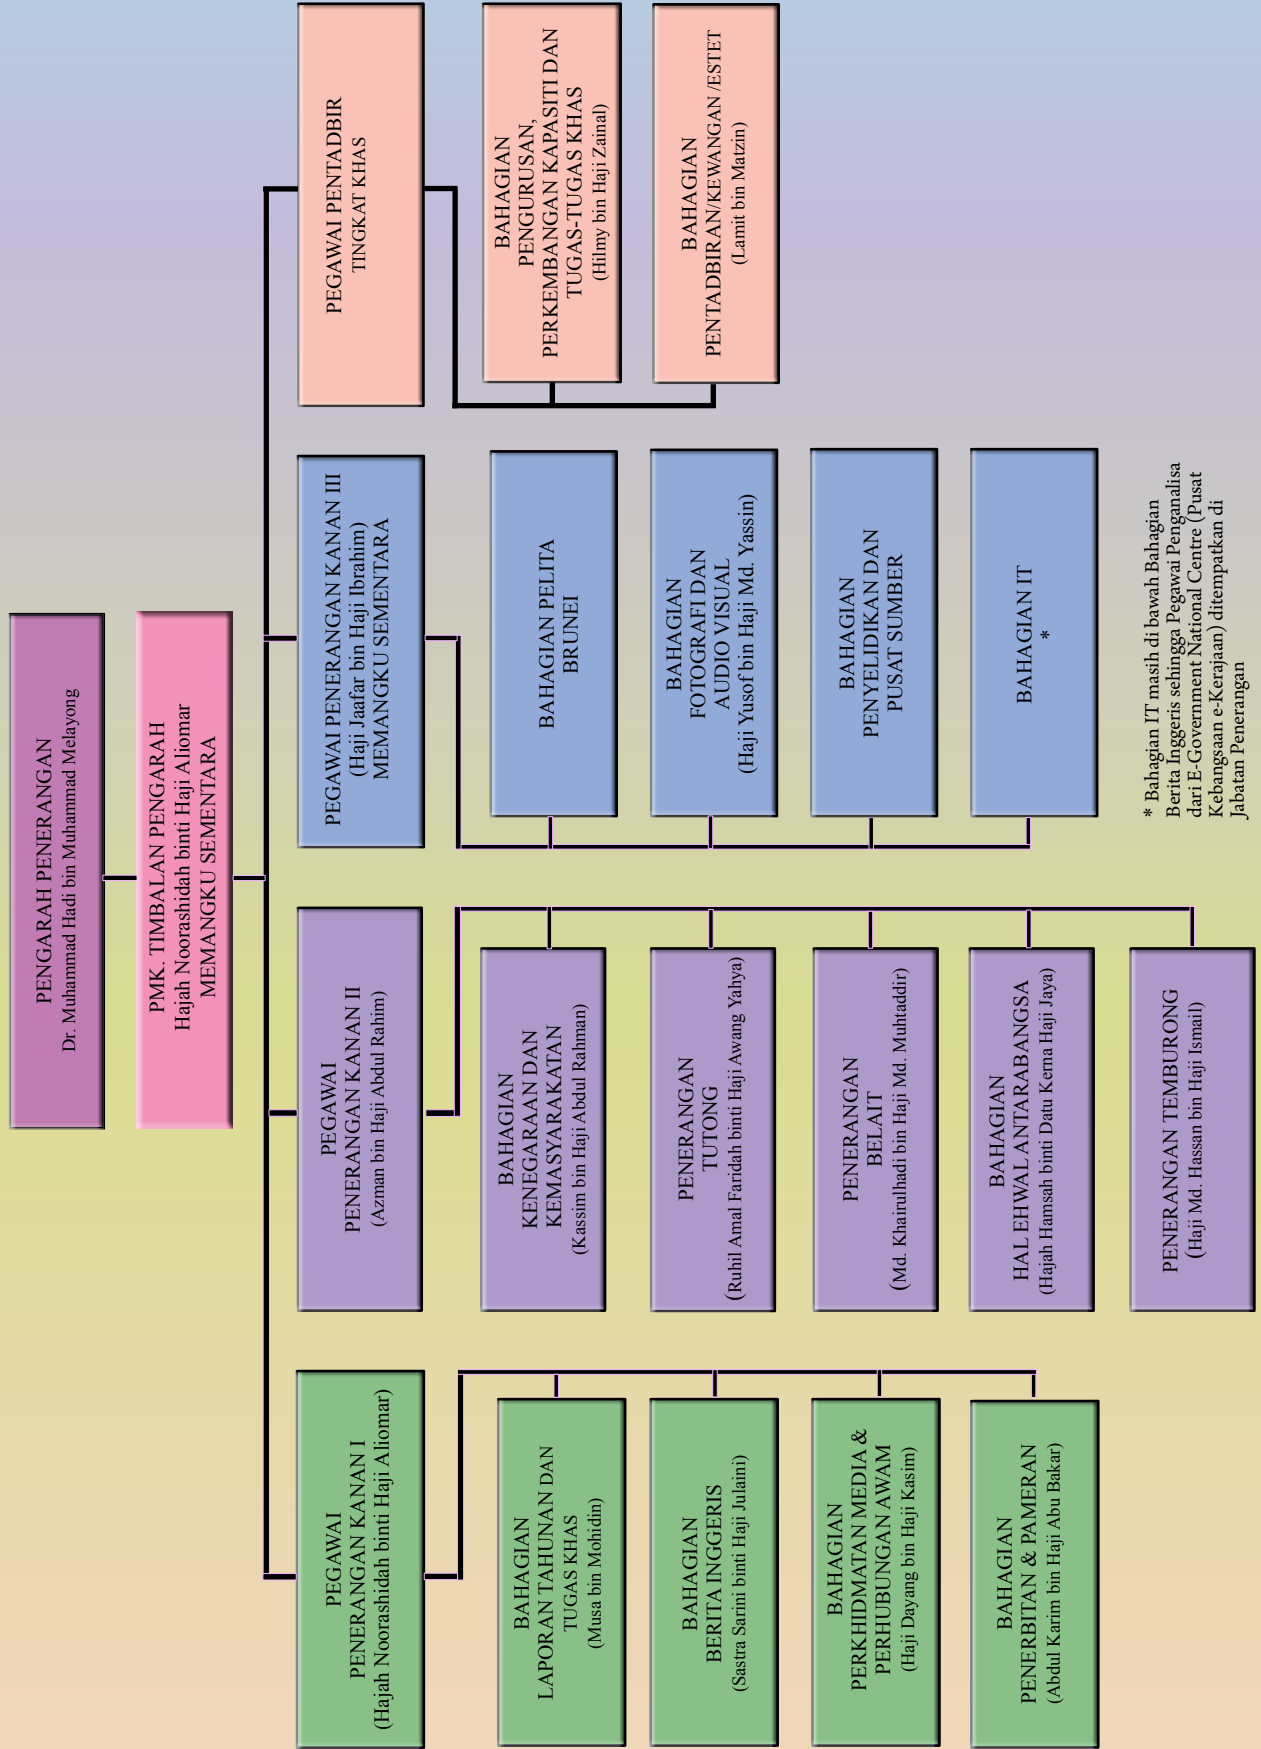 PENGARAH PENERANGAN
Dr. Muhammad Hadi bin Muhammad Melayong
PMK. TIMBALAN PENGARAH
Hajah Noorashidah binti Haji Aliomar
MEMANGKU SEMENTARA
PEGAWAI
PENERANGAN KANAN I
(Hajah Noorashidah binti Haji Aliomar)
BAHAGIAN
LAPORAN TAHUNAN DAN
TUGAS KHAS
(Musa bin Mohidin)
BAHAGIAN
BERITA INGGERIS
(Sastra Sarini binti Haji Julaini)
BAHAGIAN
PERKHIDMATAN MEDIA &
PERHUBUNGAN AWAM
(Haji Dayang bin Haji Kasim)
BAHAGIAN
PENERBITAN & PAMERAN
(Abdul Karim bin Haji Abu Bakar)
PEGAWAI
PENERANGAN KANAN II
(Azman bin Haji Abdul Rahim)
BAHAGIAN
KENEGARAAN DAN
KEMASYARAKATAN
(Kassim bin Haji Abdul Rahman)
PENERANGAN
TUTONG
(Ruhil Amal Faridah binti Haji Awang Yahya)
PENERANGAN
BELAIT
(Md. Khairulhadi bin Haji Md. Muhtaddir)
BAHAGIAN
HAL EHWAL ANTARABANGSA
(Hajah Hamsah binti Datu Kerna Haji Jaya)
PENERANGAN TEMBURONG
(Haji Md. Hassan bin Haji Ismail)
PEGAWAI PENERANGAN KANAN III
(Haji Jaafar bin Haji Ibrahim)
MEMANGKU SEMENTARA
BAHAGIAN PELITA
BRUNEI
BAHAGIAN
FOTOGRAFI DAN
AUDIO VISUAL
(Haji Yusof bin Haji Md. Yassin)
BAHAGIAN
PENYELIDIKAN DAN
PUSAT SUMBER
BAHAGIAN IT
*
PEGAWAI PENTADBIR
TINGKAT KHAS
BAHAGIAN
PENGURUSAN,
PERKEMBANGAN KAPASITI DAN
TUGAS-TUGAS KHAS
(Hilmy bin Haji Zainal)
BAHAGIAN
PENTADBIRAN/KEWANGAN /ESTET
(Lamit bin Matzin)
* Bahagian IT masih di bawah Bahagian
Berita Inggeris sehingga Pegawai Penganalisa
dari E-Government National Centre (Pusat
Kebangsaan e-Kerajaan) ditempatkan di
Jabatan Penerangan